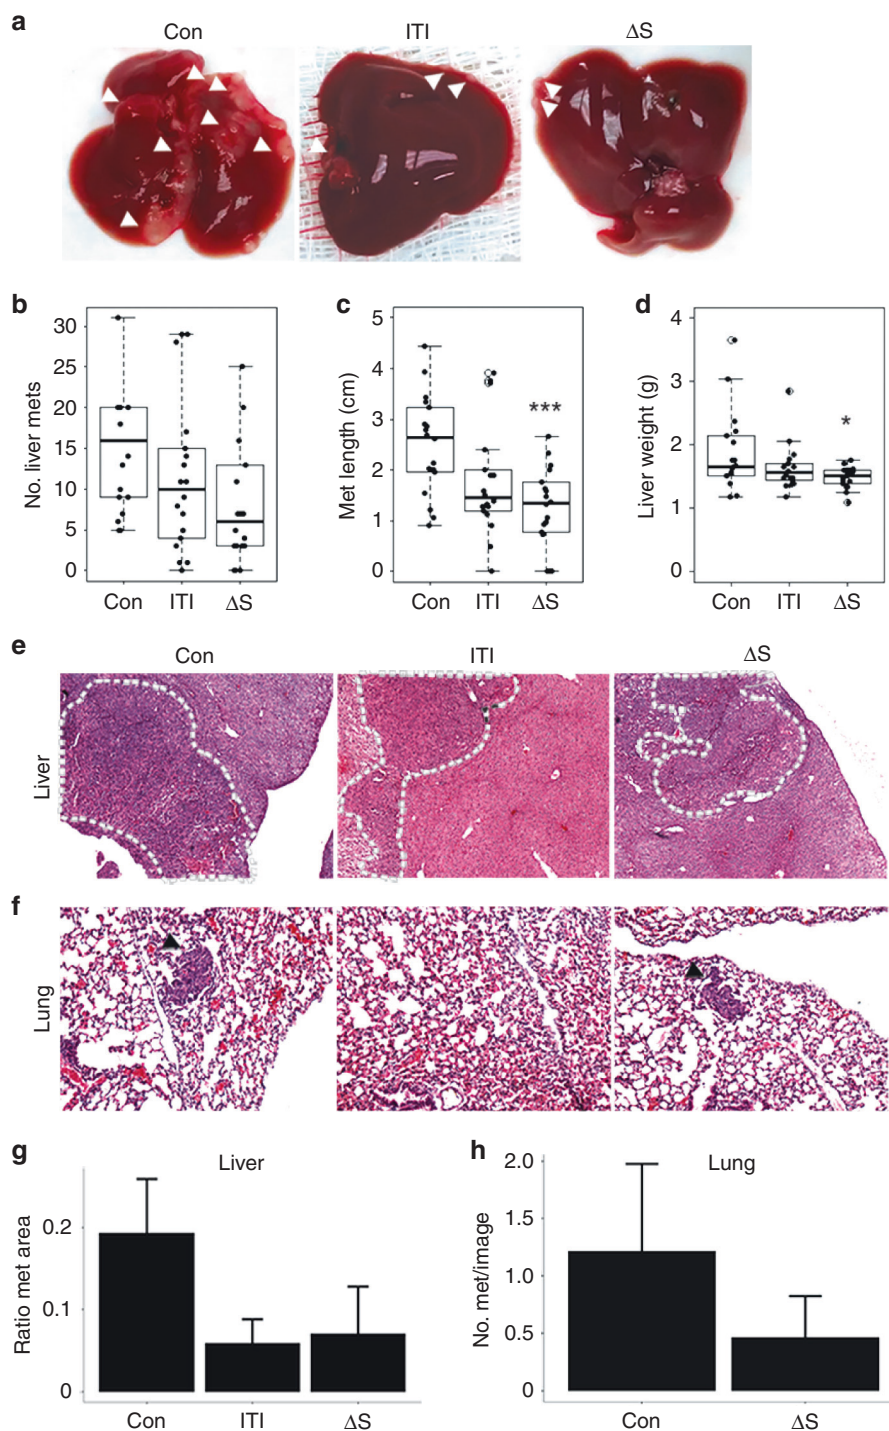 a
Con ITI ΔS
b c d
No. liver mets
30
25
20
15
10
5
0
Con ITI ΔS
Met length (cm)
5
4
3
2
1
0
***
Con ITI ΔS
Liver weight (g)
4
3
2
1
0
*
Con ITI ΔS
e
Con ITI ΔS
Liver
f
Lung
g
Liver
Ratio met area
0.2
0.1
0
Con ITI ΔS
h
Lung
No. met/image
2.0
1.5
1.0
0.5
0
Con ΔS